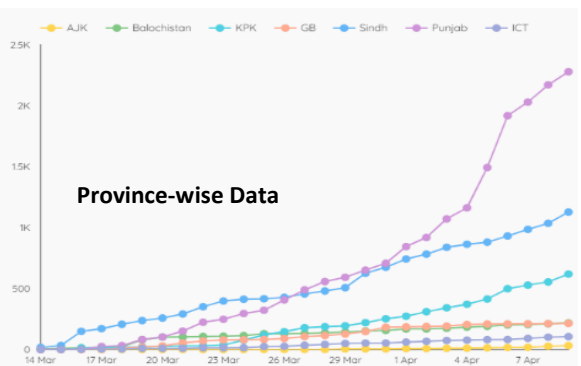 AJK Balochistan KPK GB Sindh Punjab ICT
2.5K
2K
1.5K
1K
500
0
Province-wise Data
14 Mar 17 Mar 20 Mar 23 Mar 26 Mar 29 Mar 1 Apr 4 Apr 7 Apr